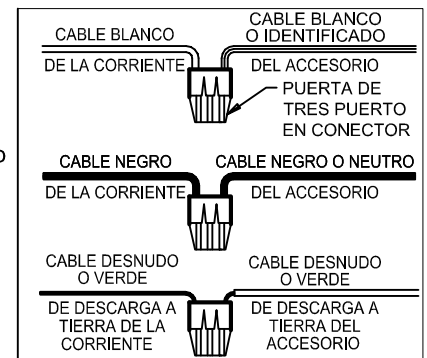 CABLE BLANCO
DE LA CORRIENTE
CABLE BLANCO
O IDENTIFICADO
DEL ACCESORIO
PUERTA DE
TRES PUERTO
EN CONECTOR
o
CABLE NEGRO
DE LA CORRIENTE
CABLE NEGRO O NEUTRO
DEL ACCESORIO
CABLE DESNUDO
O VERDE
DE DESCARGA A
TIERRA DE LA
CORRIENTE
CABLE DESNUDO
O VERDE
DE DESCARGA A
TIERRA DEL
ACCESORIO